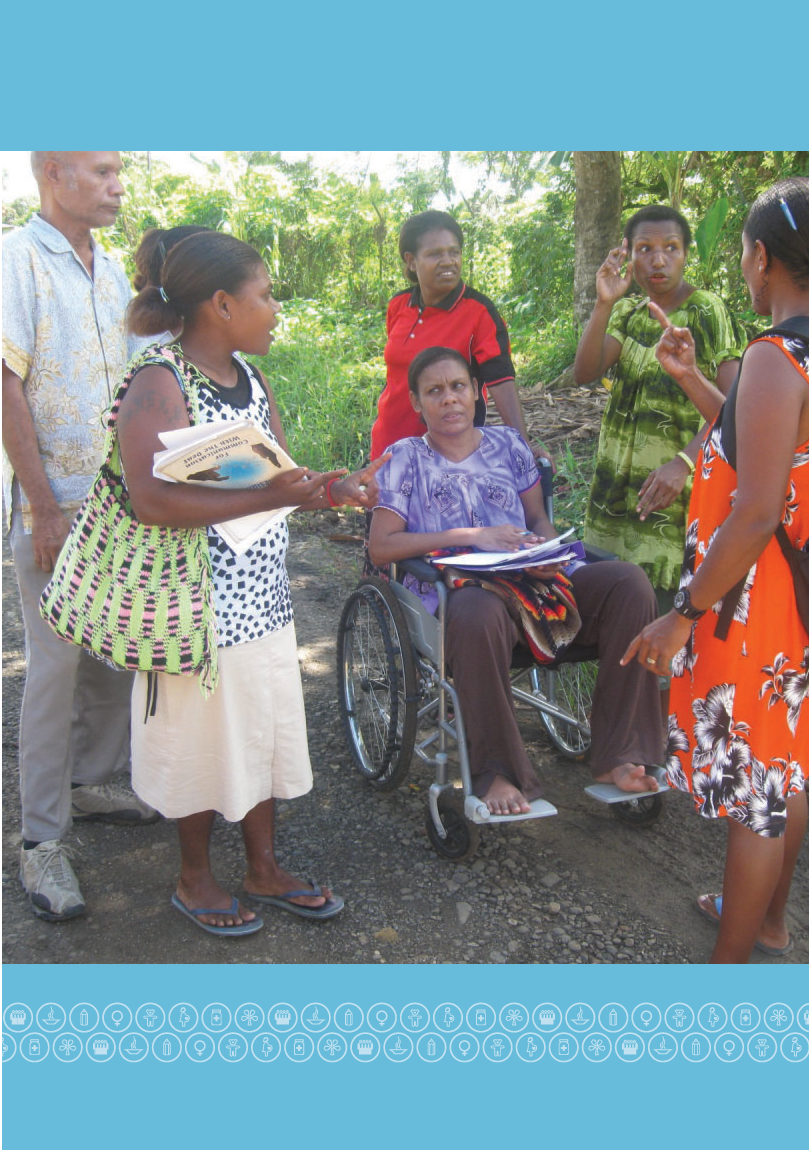 For
Communication
With The Deaf